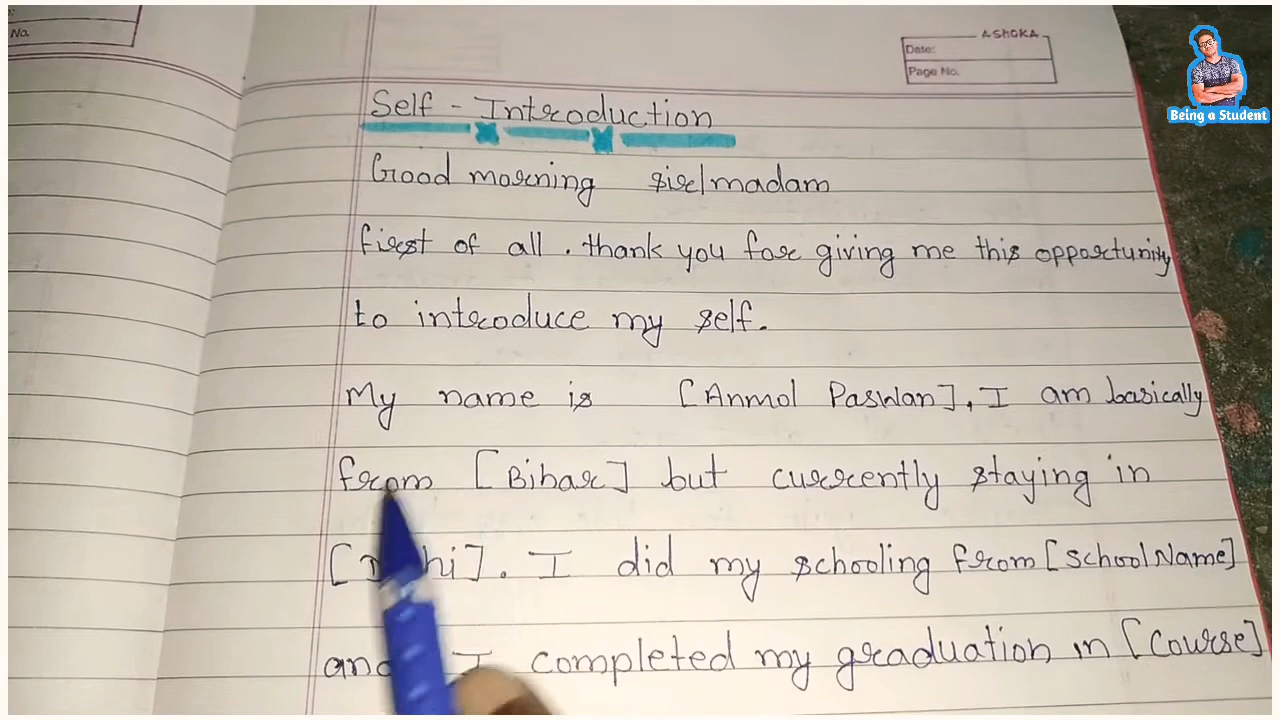 No.
ASHOKA
Date:
Page No.
Being a Student
Self - Introduction
Good morning sir/madam
first of all . thank you for giving me this opportunity
to introduce my self.
My name is [Anmol Paswan], I am basically
from [Bihar] but currently staying in
[ hi]. I did my schooling from [School Name]
and I completed my graduation in [Course]